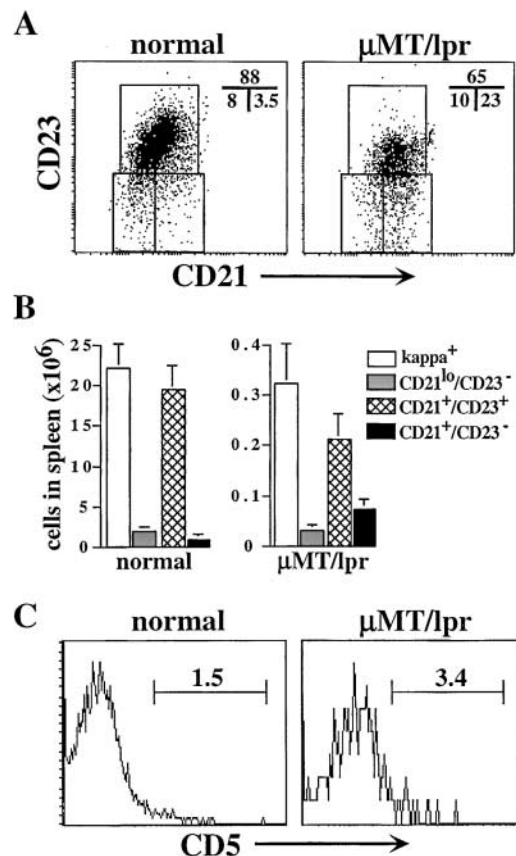 A
normal
μMT/lpr
88
8 3.5
65
10 23
CD23
CD21
B
cells in spleen (x10⁶)
25
20
15
10
5
0
normal
0.4
0.3
0.2
0.1
0
μMT/lpr
kappa⁺
CD21ˡᵒ/CD23⁻
CD21⁺/CD23⁺
CD21⁺/CD23⁻
C
normal
μMT/lpr
1.5
3.4
CD5